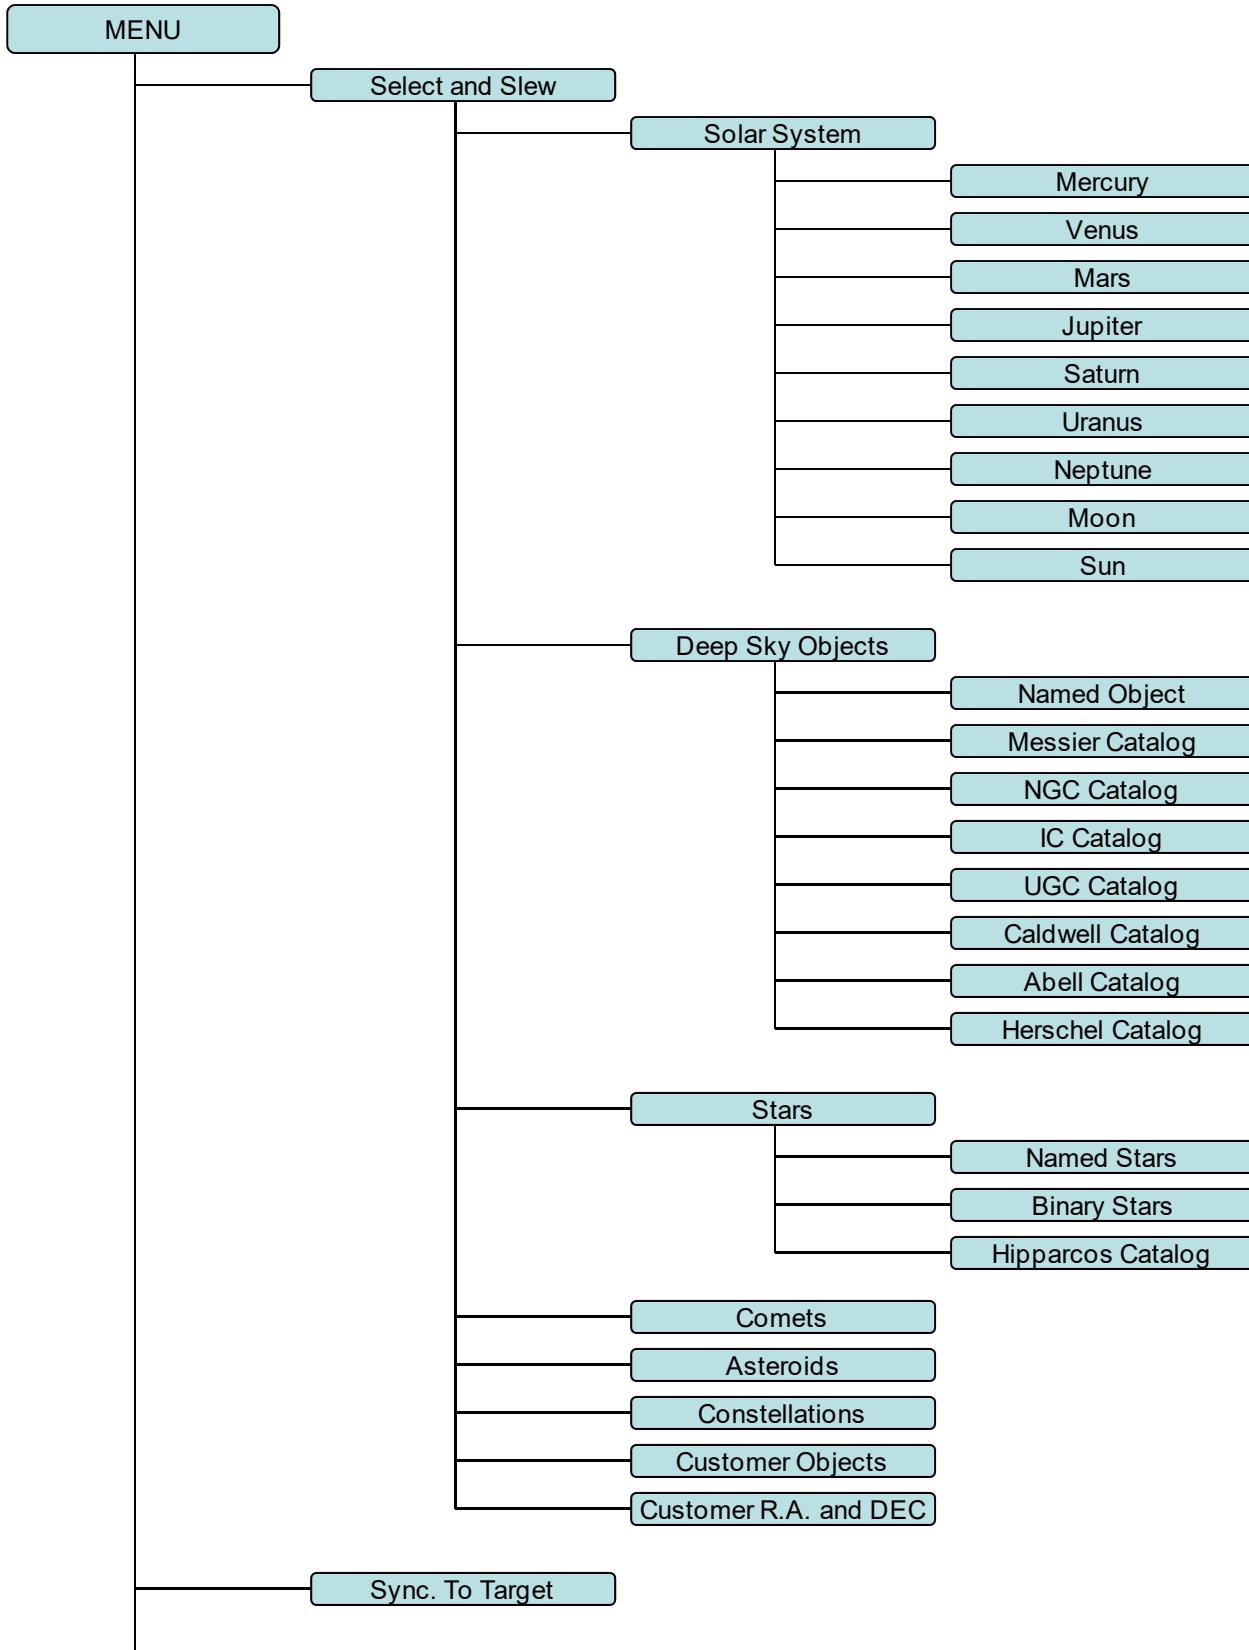 MENU
Select and Slew
Solar System
Mercury
Venus
Mars
Jupiter
Saturn
Uranus
Neptune
Moon
Sun
Deep Sky Objects
Named Object
Messier Catalog
NGC Catalog
IC Catalog
UGC Catalog
Caldwell Catalog
Abell Catalog
Herschel Catalog
Stars
Named Stars
Binary Stars
Hipparcos Catalog
Comets
Asteroids
Constellations
Customer Objects
Customer R.A. and DEC
Sync. To Target